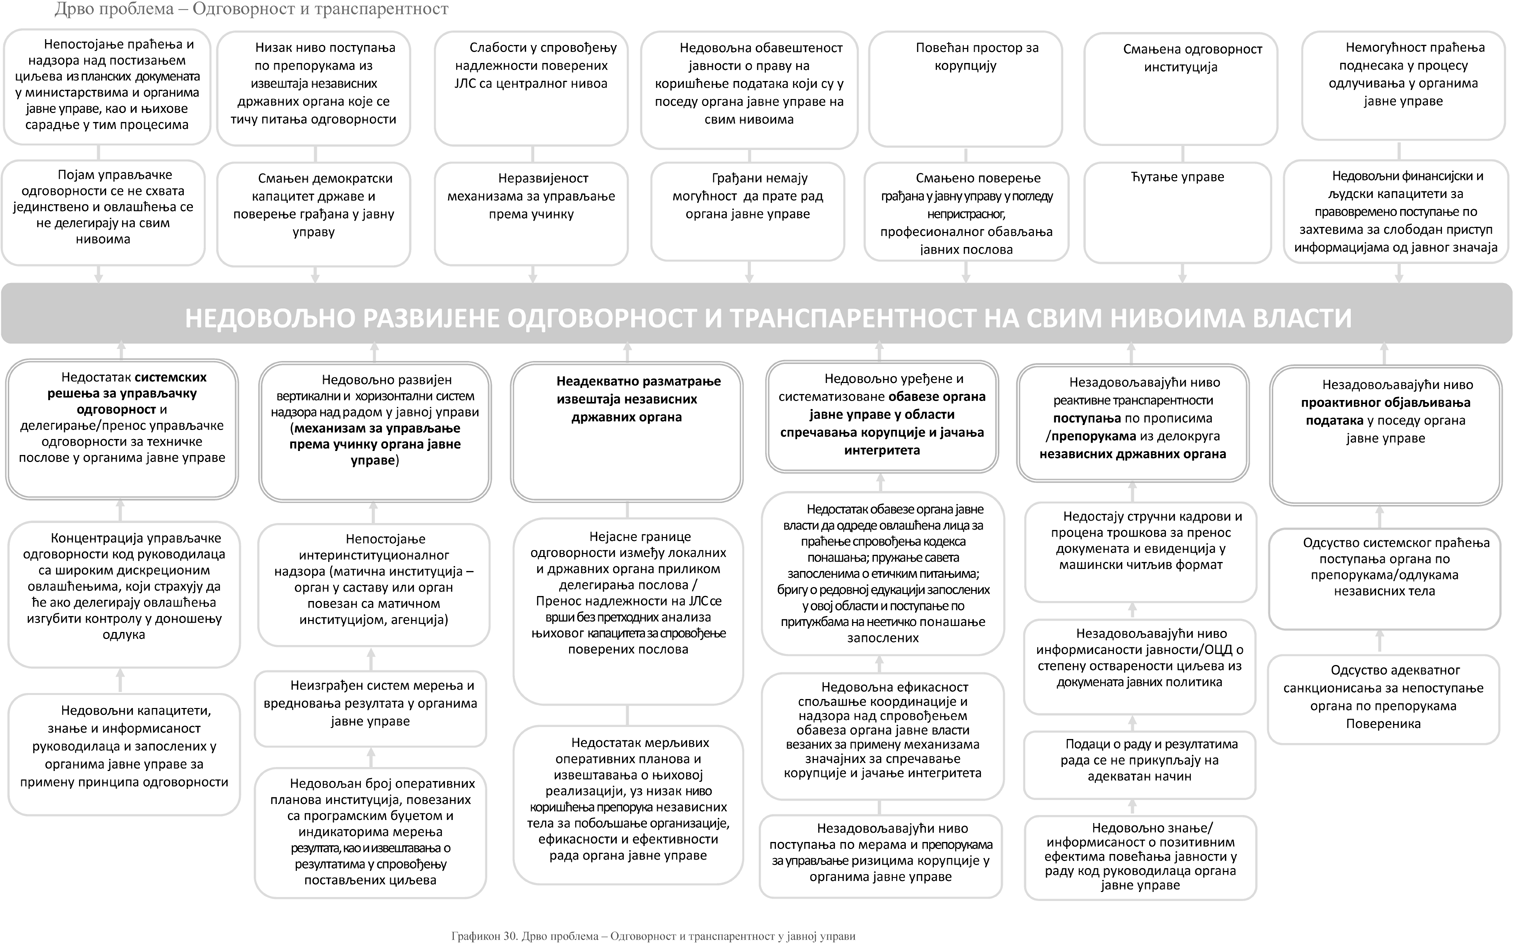 Дрво проблема – Одговорност и транспарентност
Непостојање праћења и
надзора над постизањем
циљева из планских докумената
у министарствима и органима
јавне управе, као и њихове
сарадње у тим процесима
Низак ниво поступања
по препорукама из
извештаја независних
државних органа које се
тичу питања одговорности
Слабости у спровођењу
надлежности поверених
ЈЛС са централног нивоа
Недовољна обавештеност
јавности о праву на
коришћење података који су у
поседу органа јавне управе на
свим нивоима
Повећан простор за
корупцију
Смањена одговорност
институција
Немогућност праћења
поднесака у процесу
одлучивања у органима
јавне управе
Појам управљачке
одговорности се не схвата
јединствено и овлашћења се
не делегирају на свим
нивоима
Смањен демократски
капацитет државе и
поверење грађана у јавну
управу
Неразвијеност
механизама за управљање
према учинку
Грађани немају
могућност да прате рад
органа јавне управе
Смањено поверење
грађана у јавну управу у погледу
непристрасног,
професионалног обављања
јавних послова
Ћутање управе
Недовољни финансијски и
људски капацитети за
правовремено поступање по
захтевима за слободан приступ
информацијама од јавног значаја
НЕДОВОЉНО РАЗВИЈЕНЕ ОДГОВОРНОСТ И ТРАНСПАРЕНТНОСТ НА СВИМ НИВОИМА ВЛАСТИ
Недостатак системских
решења за управљачку
одговорност и
делегирање/пренос управљачке
одговорности за техничке
послове у органима јавне управе
Недовољно развијен
вертикални и хоризонтални систем
надзора над радом у јавној управи
(механизам за управљање
према учинку органа јавне
управе)
Неадекватно разматрање
извештаја независних
државних органа
Недовољно уређене и
систематизоване обавезе органа
јавне управе у области
спречавања корупције и јачања
интегритета
Незадовољавајући ниво
реактивне транспарентности
поступања по прописима
/препорукама из делокруга
независних државних органа
Незадовољавајући ниво
проактивног објављивања
података у поседу органа
јавне управе
Концентрација управљачке
одговорности код руководилаца
са широким дискреционим
овлашћењима, који страхују да
ће ако делегирају овлашћења
изгубити контролу у доношењу
одлука
Непостојање
интеринституционалног
надзора (матична институција –
орган у саставу или орган
повезан са матичном
институцијом, агенција)
Нејасне границе
одговорности између локалних
и државних органа приликом
делегирања послова /
Пренос надлежности на ЈЛС се
врши без претходних анализа
њиховог капацитета за спровођење
поверених послова
Недостатак обавезе органа јавне
власти да одреде овлашћена лица за
праћење спровођења кодекса
понашања; пружање савета
запосленима о етичким питањима;
бригу о редовној едукацији запослених
у овој области и поступање по
притужбама на неетичко понашање
запослених
Недостају стручни кадрови и
процена трошкова за пренос
докумената и евиденција у
машински читљив формат
Одсуство системског праћења
поступања органа по
препорукама/одлукама
независних тела
Недовољни капацитети,
знање и информисаност
руководилаца и запослених у
органима јавне управе за
примену принципа одговорности
Неизграђен систем мерења и
вредновања резултата у органима
јавне управе
Недовољан број оперативних
планова институција, повезаних
са програмским буџетом и
индикаторима мерења
резултата, као и извештавања о
резултатима у спровођењу
постављених циљева
Недостатак мерљивих
оперативних планова и
извештавања о њиховој
реализацији, уз низак ниво
коришћења препорука независних
тела за побољшање организације,
ефикасности и ефективности
рада органа јавне управе
Недовољна ефикасност
спољашње координације и
надзора над спровођењем
обавеза органа јавне власти
везаних за примену механизама
значајних за спречавање
корупције и јачање интегритета
Незадовољавајући ниво
поступања по мерама и препорукама
за управљање ризицима корупције у
органима јавне управе
Незадовољавајући ниво
информисаности јавности/ОЦД о
степену остварености циљева из
докумената јавних политика
Подаци о раду и резултатима
рада се не прикупљају на
адекватан начин
Недовољно знање/
информисаност о позитивним
ефектима повећања јавности у
раду код руководилаца органа
јавне управе
Одсуство адекватног
санкционисања за непоступање
органа по препорукама
Повереника
Графикон 30. Дрво проблема – Одговорност и транспарентност у јавној управи